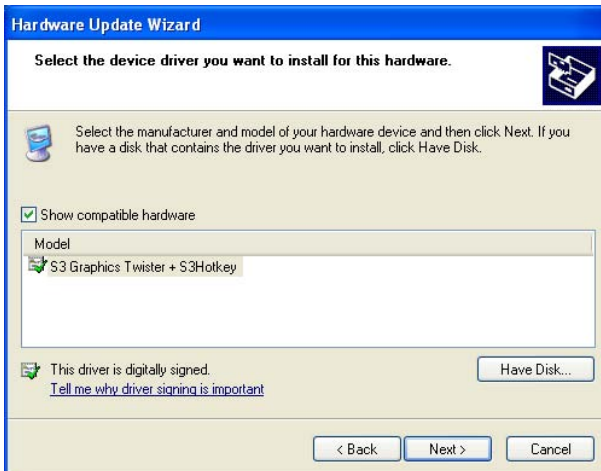 Hardware Update Wizard
Select the device driver you want to install for this hardware.
Select the manufacturer and model of your hardware device and then click Next. If you
have a disk that contains the driver you want to install, click Have Disk.
Show compatible hardware
Model
S3 Graphics Twister + S3Hotkey
This driver is digitally signed.
Have Disk...
Tell me why driver signing is important
< Back
Next >
Cancel